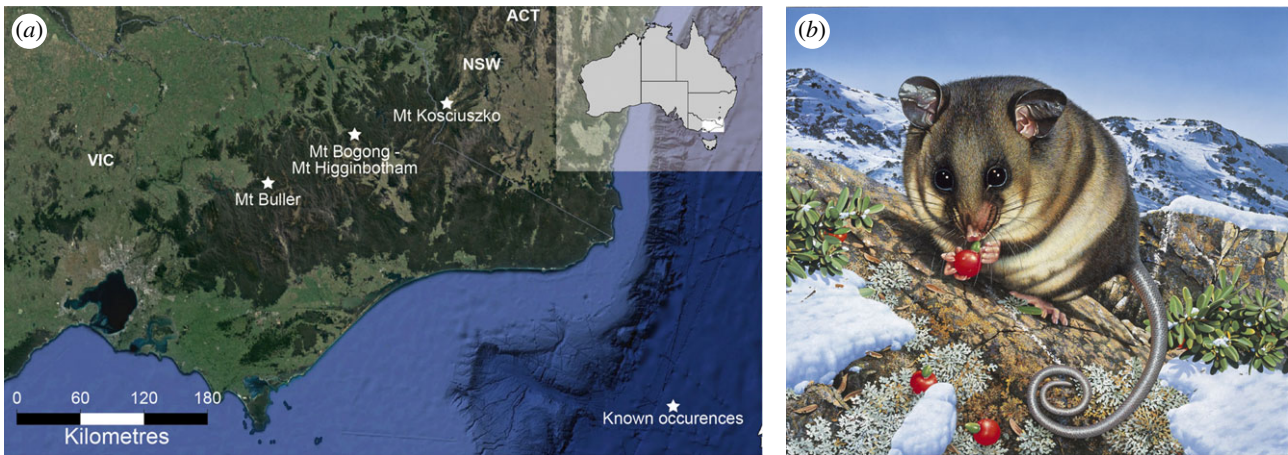 (a)
ACT
NSW
Mt Kosciuszko
VIC
Mt Bogong -
Mt Higginbotham
Mt Buller
0 60 120 180
Kilometres
Known occurences
(b)